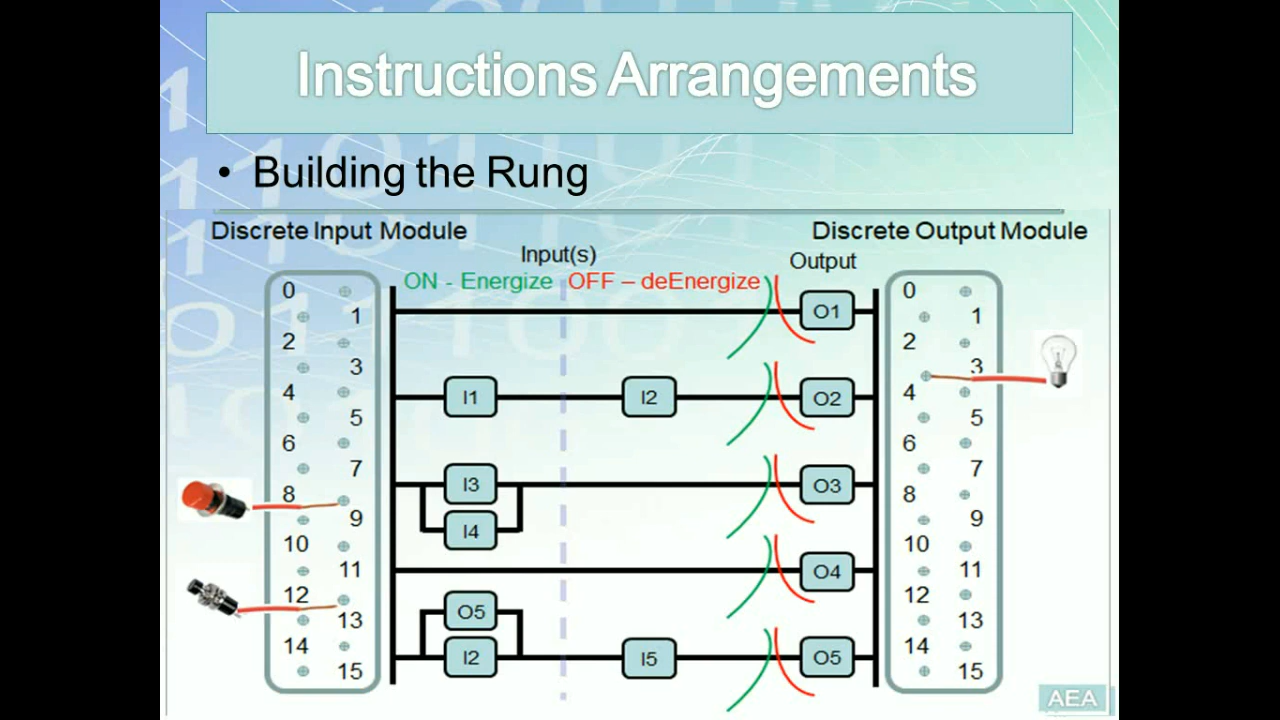 Instructions Arrangements
• Building the Rung
Discrete Input Module
Discrete Output Module
Input(s)
Output
ON - Energize OFF – deEnergize
0
1
2
3
4
5
6
7
8
9
10
11
12
13
14
15
O1
I1 I2 O2
I3 O3
I4
O4
O5
I2 I5 O5
0
1
2
3
4
5
6
7
8
9
10
11
12
13
14
15
AEA